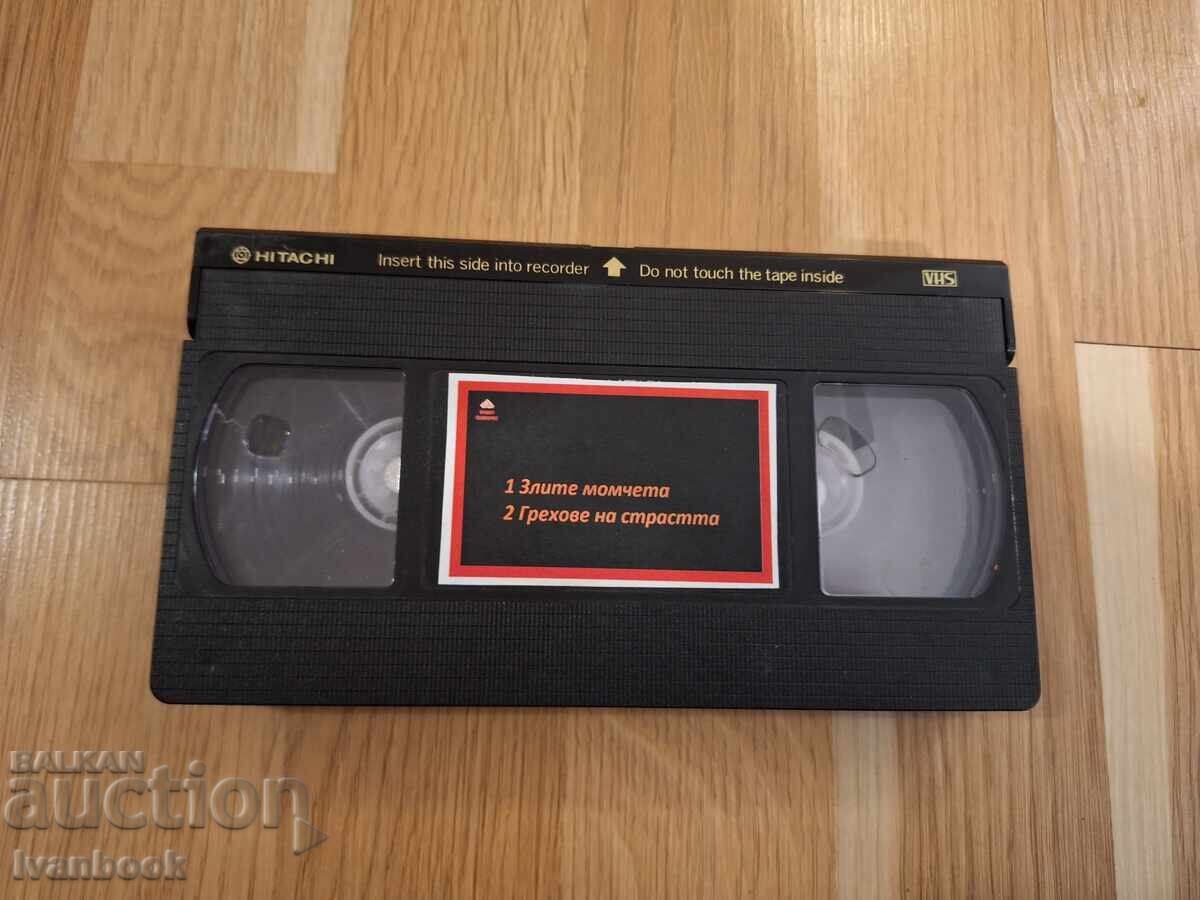 HITACHI Insert this side into recorder Do not touch the tape inside VHS
1 Злите момчета
2 Грехове на страстта
BALKAN
auction
Ivanbook